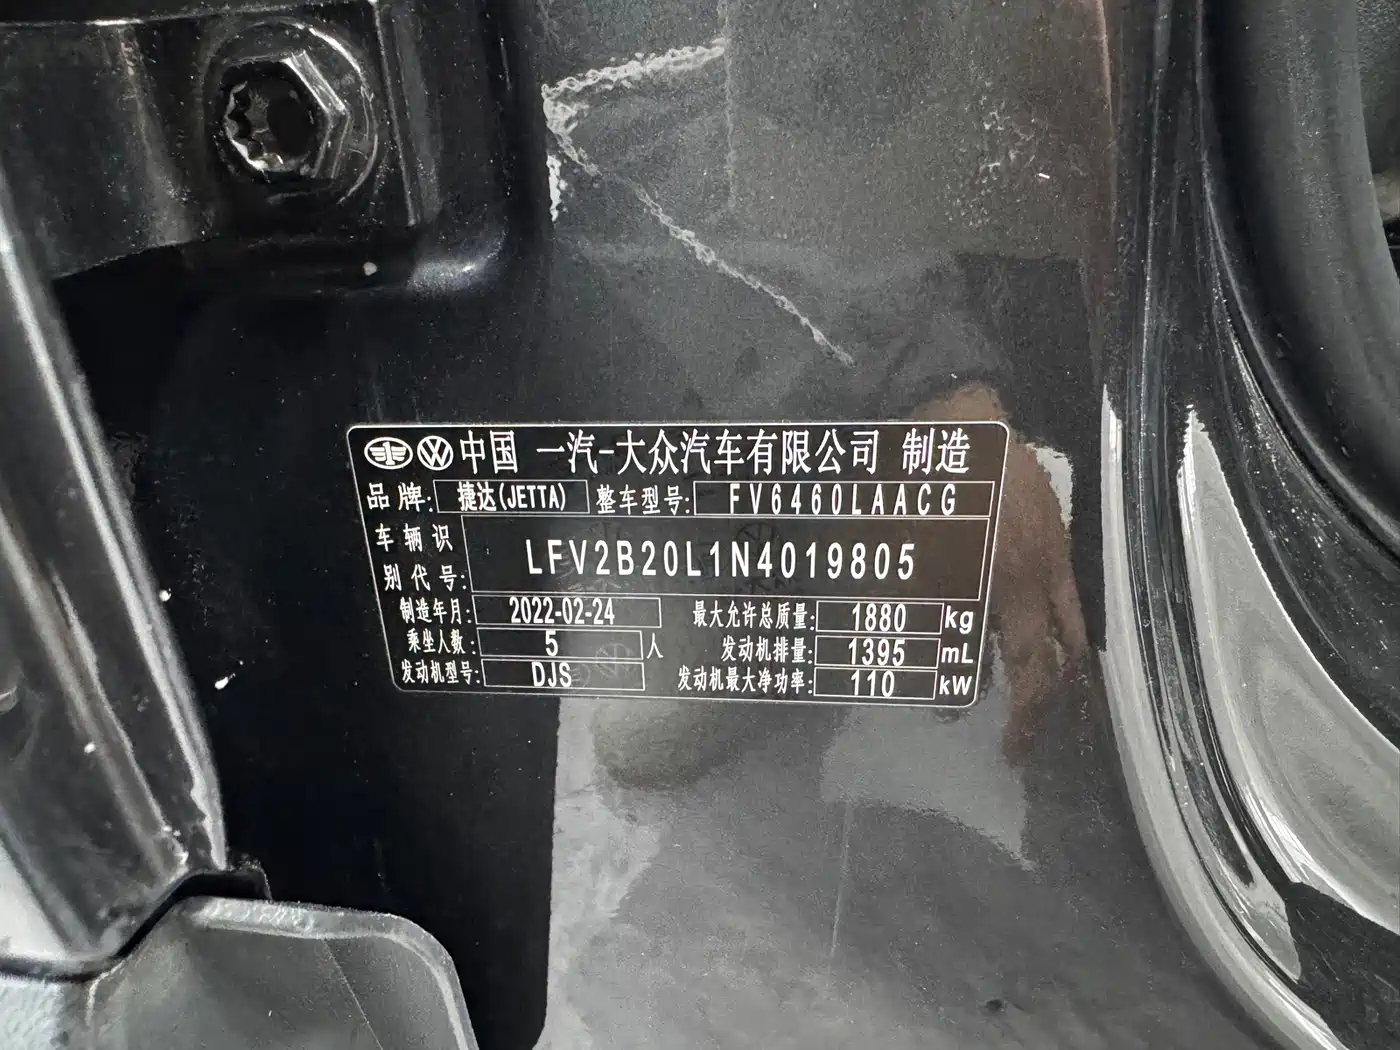 中国 一汽-大众汽车有限公司 制造
品牌: 捷达(JETTA) 整车型号: FV6460LAACG
车辆识别代号: LFV2B20L1N4019805
制造年月: 2022-02-24 最大允许总质量: 1880 kg
乘坐人数: 5 人 发动机排量: 1395 mL
发动机型号: DJS 发动机最大净功率: 110 kW